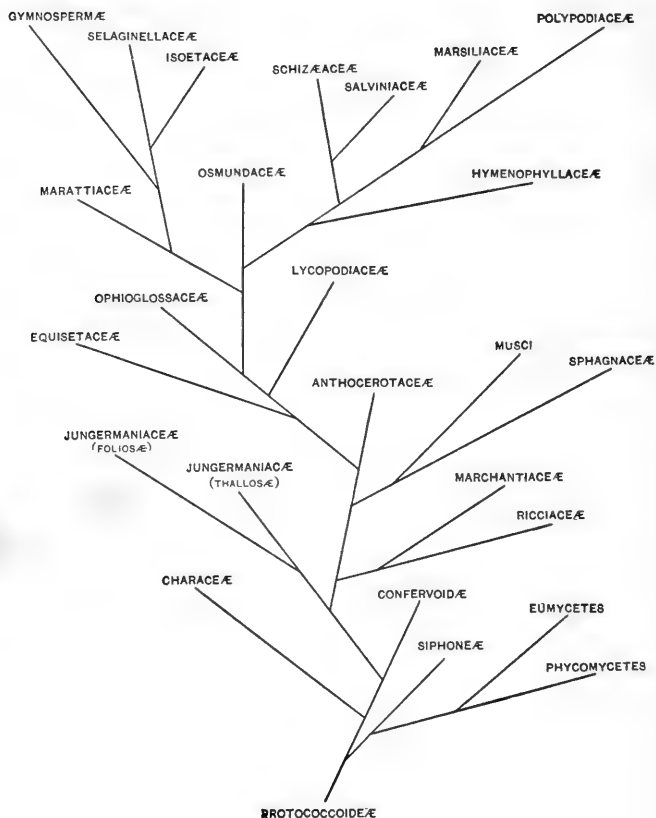 GYMNOSPERMÆ
SELAGINELLACEÆ
ISOETACEÆ
POLYPODIACEÆ
MARSILIACEÆ
SCHIZÆACEÆ
SALVINIACEÆ
OSMUNDACEÆ
HYMENOPHYLLACEÆ
MARATTIACEÆ
LYCOPODIACEÆ
OPHIOGLOSSACEÆ
EQUISETACEÆ
MUSCI
SPHAGNACEÆ
ANTHOCEROTACEÆ
JUNGERMANIACEÆ
(FOLIOSÆ)
JUNGERMANIACÆ
(THALLOSÆ)
MARCHANTIACEÆ
RICCIACEÆ
CHARACEÆ
CONFERVOIDÆ
EUMYCETES
SIPHONEÆ
PHYCOMYCETES
PROTOCOCCOIDEÆ